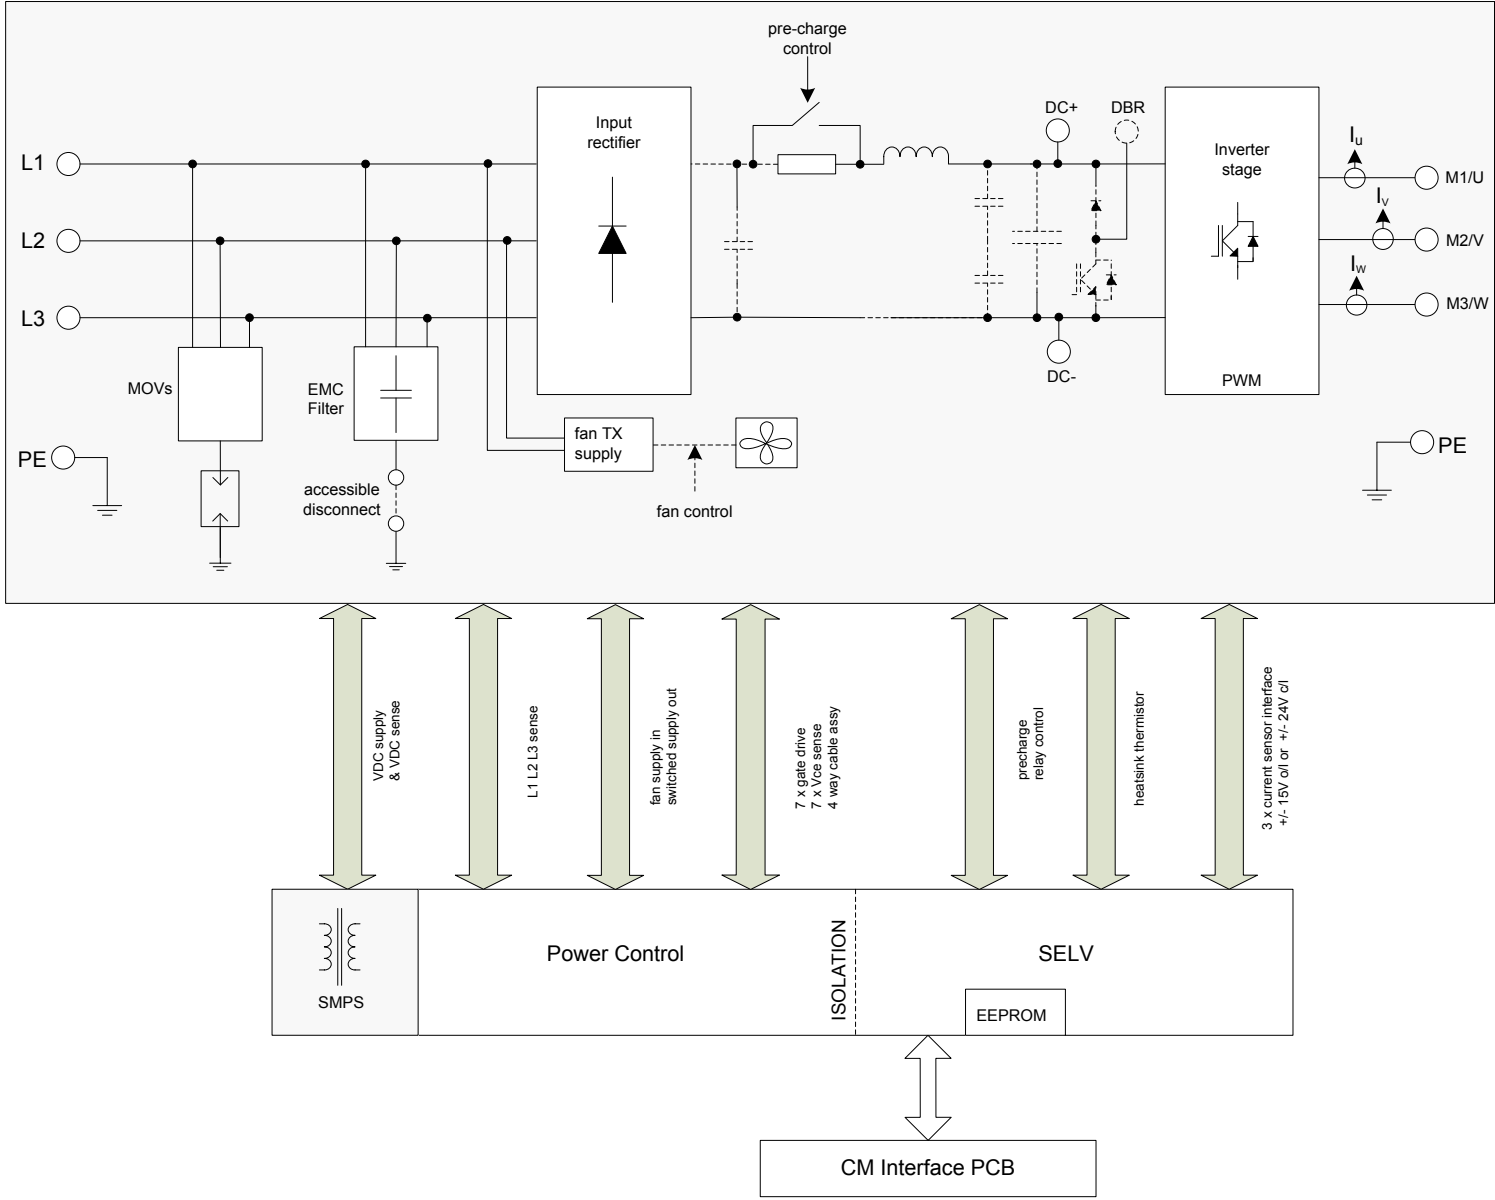 pre-charge
control
Input
rectifier
DC+
DBR
Inverter
stage
Iu
L1
M1/U
Iv
L2
M2/V
Iw
L3
M3/W
DC-
PWM
MOVs
EMC
Filter
fan TX
supply
PE
PE
accessible
disconnect
fan control
VDC supply
& VDC sense
L1 L2 L3 sense
fan supply in
switched supply out
7 x gate drive
7 x Vce sense
4 way cable assy
precharge
relay control
heatsink thermistor
3 x current sensor interface
+/- 15V o/l or +/- 24V c/l
SMPS
Power Control
ISOLATION
SELV
EEPROM
CM Interface PCB